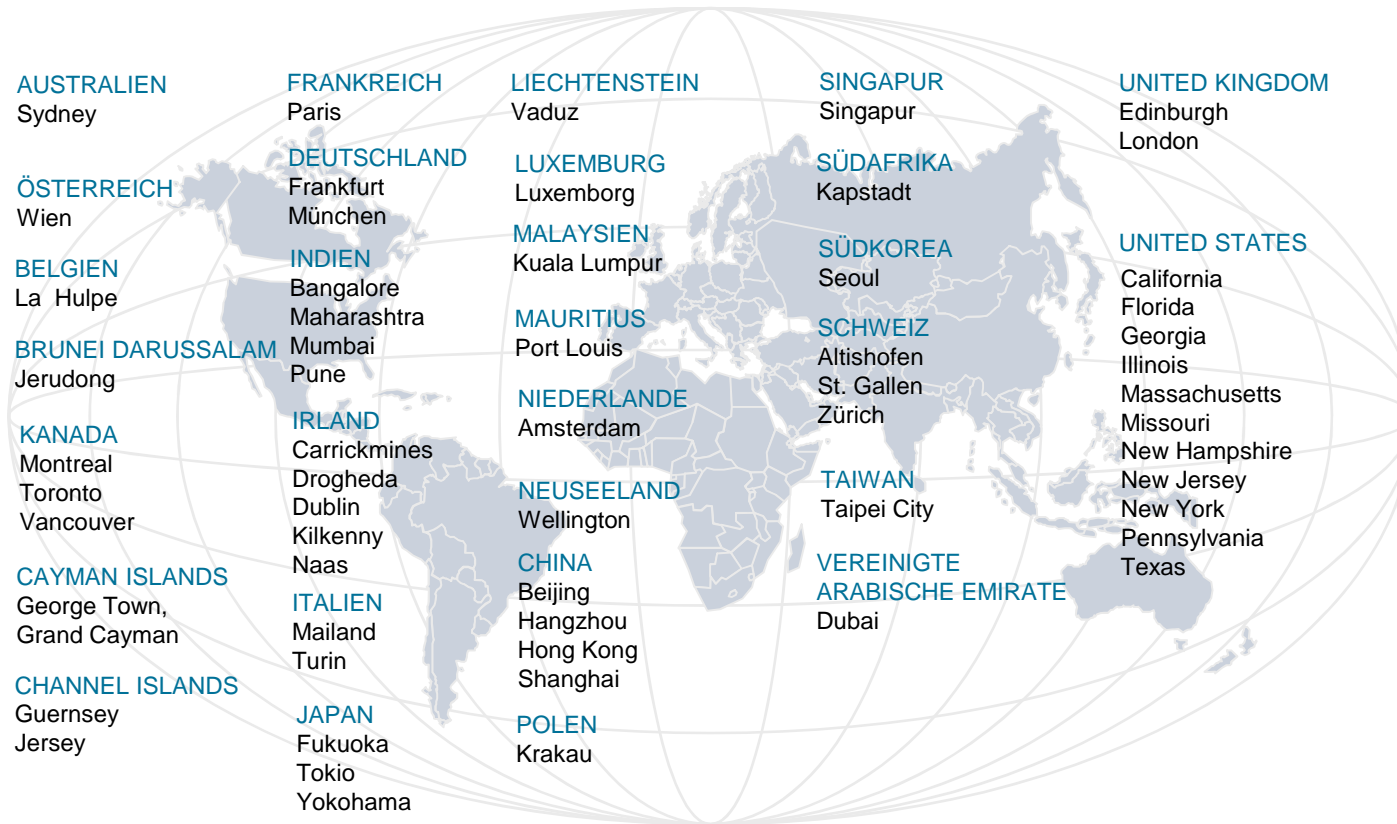 AUSTRALIEN
Sydney
ÖSTERREICH
Wien
BELGIEN
La  Hulpe
BRUNEI DARUSSALAM
Jerudong
KANADA
Montreal
Toronto
Vancouver
CAYMAN ISLANDS
George Town,
Grand Cayman
CHANNEL ISLANDS
Guernsey
Jersey
FRANKREICH
Paris
DEUTSCHLAND
Frankfurt
München
INDIEN
Bangalore
Maharashtra
Mumbai
Pune
IRLAND
Carrickmines
Drogheda
Dublin
Kilkenny
Naas
ITALIEN
Mailand
Turin
JAPAN
Fukuoka
Tokio
Yokohama
LIECHTENSTEIN
Vaduz
LUXEMBURG
Luxemborg
MALAYSIEN
Kuala Lumpur
MAURITIUS
Port Louis
NIEDERLANDE
Amsterdam
NEUSEELAND
Wellington
CHINA
Beijing
Hangzhou
Hong Kong
Shanghai
POLEN
Krakau
SINGAPUR
Singapur
SÜDAFRIKA
Kapstadt
SÜDKOREA
Seoul
SCHWEIZ
Altishofen
St. Gallen
Zürich
TAIWAN
Taipei City
VEREINIGTE
ARABISCHE EMIRATE
Dubai
UNITED KINGDOM
Edinburgh
London
UNITED STATES
California
Florida
Georgia
Illinois
Massachusetts
Missouri
New Hampshire
New Jersey
New York
Pennsylvania
Texas